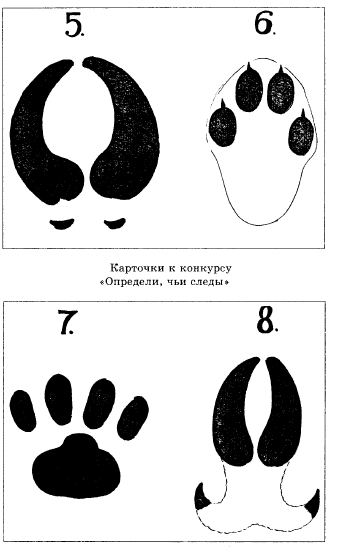 5.
6.
Карточки к конкурсу
«Определи, чьи следы»
7.
8.